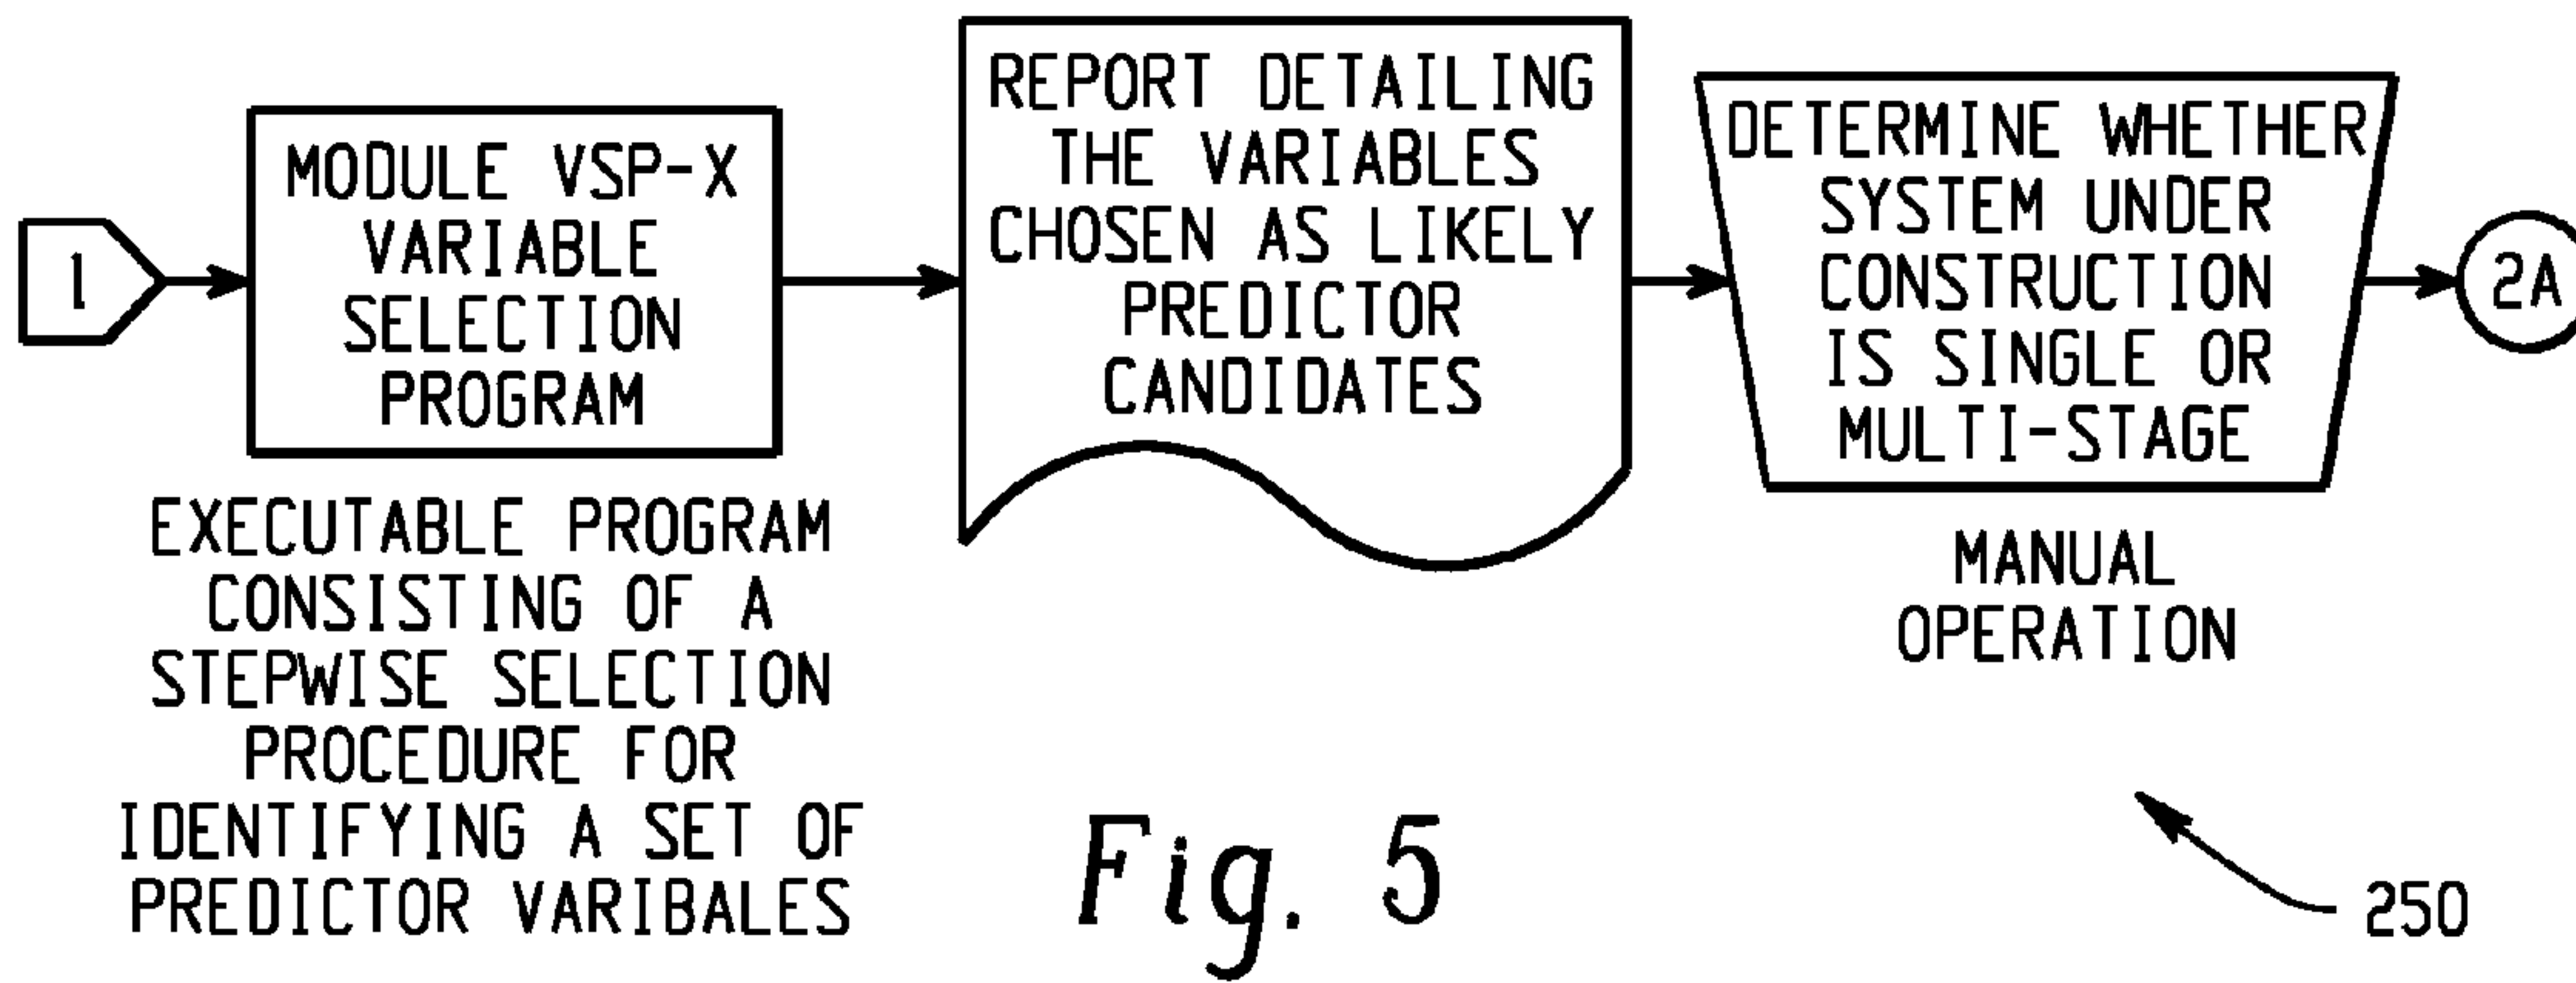 1
MODULE VSP-X
VARIABLE
SELECTION
PROGRAM
EXECUTABLE PROGRAM
CONSISTING OF A
STEPWISE SELECTION
PROCEDURE FOR
IDENTIFYING A SET OF
PREDICTOR VARIBALES
REPORT DETAILING
THE VARIABLES
CHOSEN AS LIKELY
PREDICTOR
CANDIDATES
DETERMINE WHETHER
SYSTEM UNDER
CONSTRUCTION
IS SINGLE OR
MULTI-STAGE
MANUAL
OPERATION
2A
250
Fig. 5